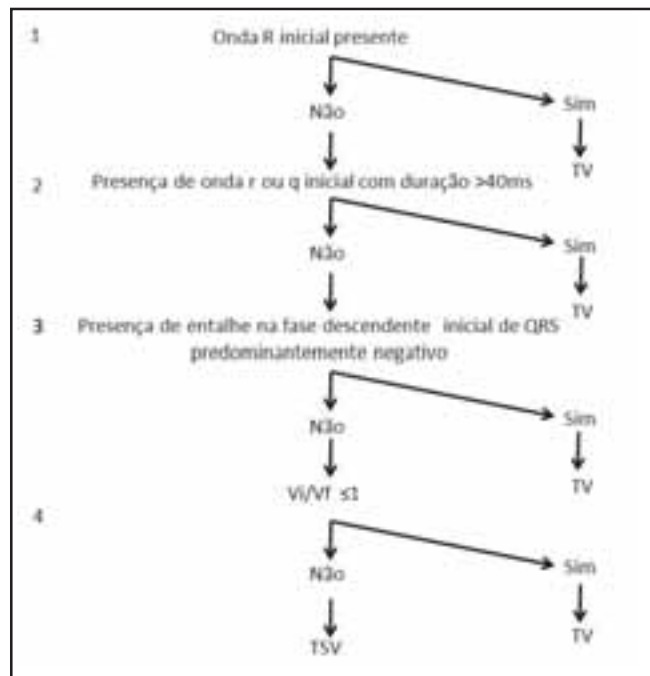 1 Onda R inicial presente
Não Sim
TV
2 Presença de onda r ou q inicial com duração >40ms
Não Sim
TV
3 Presença de entalhe na fase descendente inicial de QRS
predominantemente negativo
Não Sim
TV
Vi/Vf ≤1
4
Não Sim
TSV TV